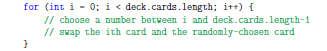 for (int i = 0; i < deck.cards.length; i++) {
// choose a number between i and deck.cards.length-1
// swap the ith card and the randomly-chosen card
}